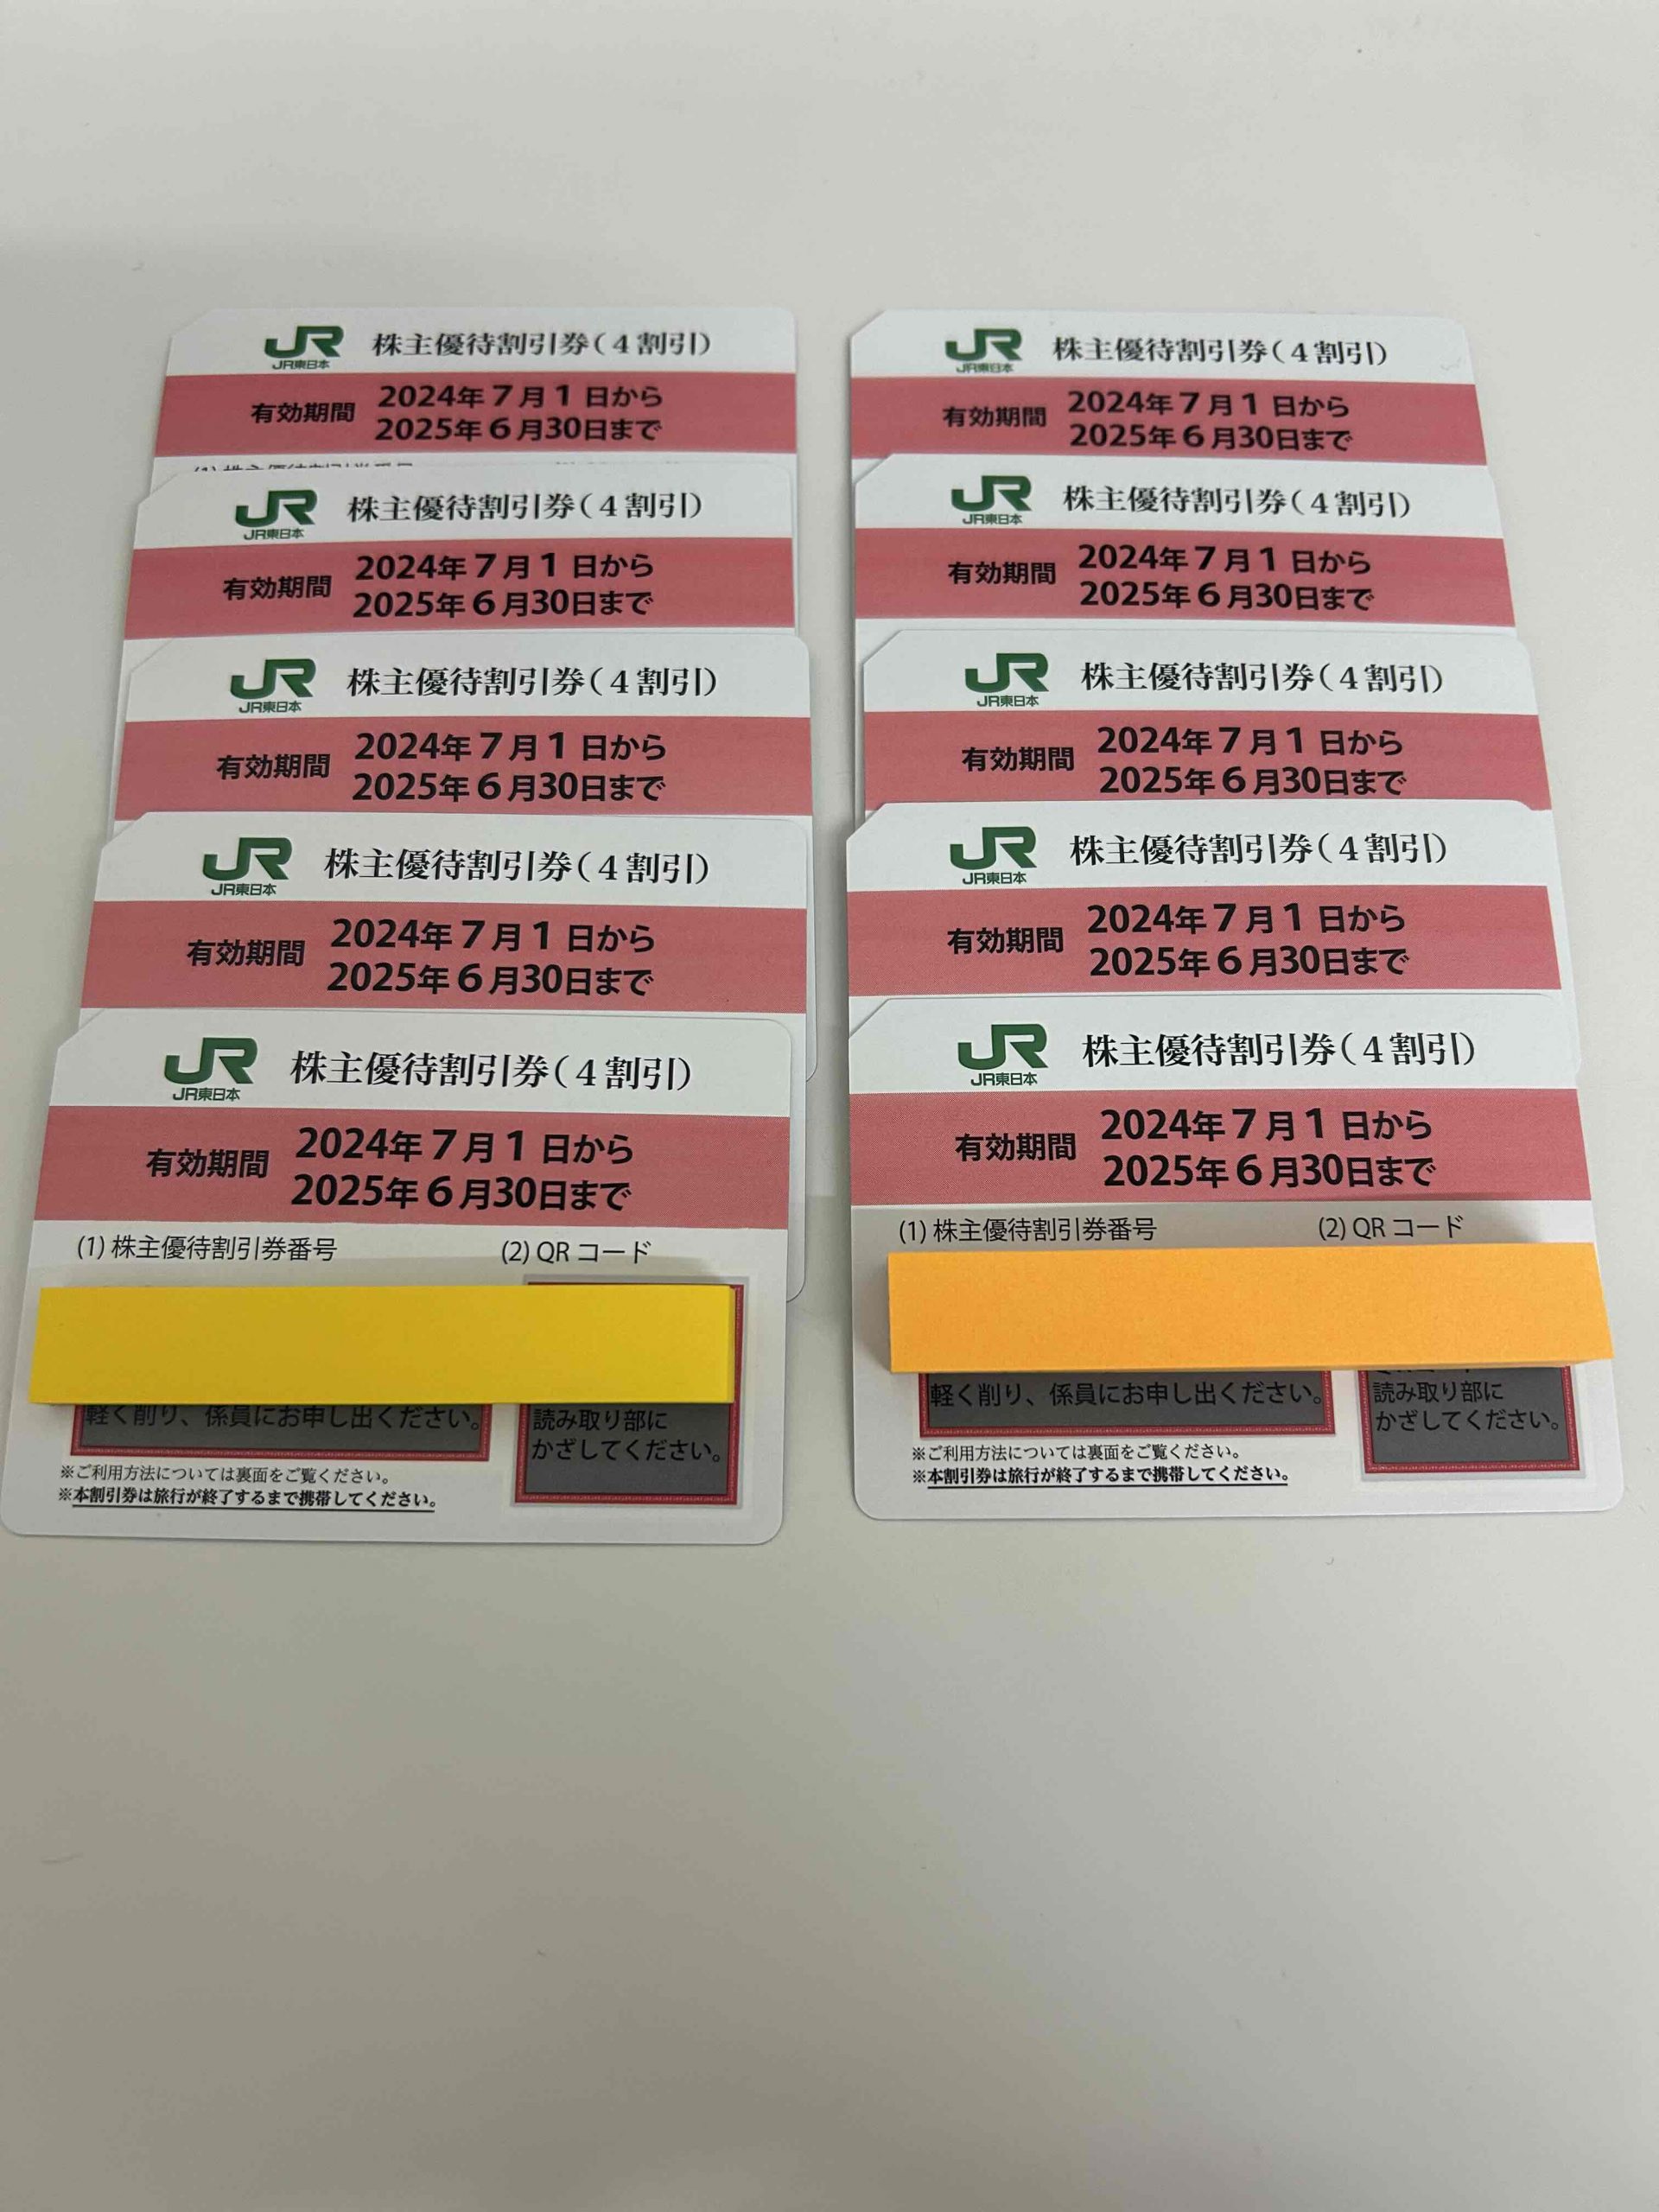 JR 株主優待割引券(4割引)
JR東日本
有効期間 2024年7月1日から
2025年6月30日まで
(1)株主優待割引券番号
JR 株主優待割引券(4割引)
JR東日本
有効期間 2024年7月1日から
2025年6月30日まで
JR 株主優待割引券(4割引)
JR東日本
有効期間 2024年7月1日から
2025年6月30日まで
JR 株主優待割引券(4割引)
JR東日本
有効期間 2024年7月1日から
2025年6月30日まで
JR 株主優待割引券(4割引)
JR東日本
有効期間 2024年7月1日から
2025年6月30日まで
(1) 株主優待割引券番号 (2) QRコード
軽く削り、係員にお申し出ください。
読み取り部に
かざしてください。
※ご利用方法については裏面をご覧ください。
※本割引券は旅行が終了するまで携帯してください。
JR 株主優待割引券(4割引)
JR東日本
有効期間 2024年7月1日から
2025年6月30日まで
JR 株主優待割引券(4割引)
JR東日本
有効期間 2024年7月1日から
2025年6月30日まで
JR 株主優待割引券(4割引)
JR東日本
有効期間 2024年7月1日から
2025年6月30日まで
JR 株主優待割引券(4割引)
JR東日本
有効期間 2024年7月1日から
2025年6月30日まで
JR 株主優待割引券(4割引)
JR東日本
有効期間 2024年7月1日から
2025年6月30日まで
(1) 株主優待割引券番号 (2) QRコード
軽く削り、係員にお申し出ください。
読み取り部に
かざしてください。
※ご利用方法については裏面をご覧ください。
※本割引券は旅行が終了するまで携帯してください。